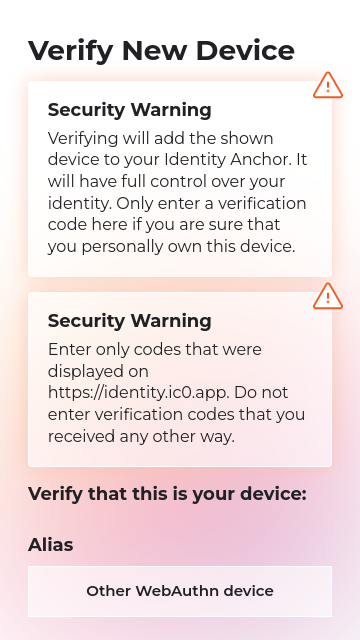 Verify New Device
Security Warning
Verifying will add the shown
device to your Identity Anchor. It
will have full control over your
identity. Only enter a verification
code here if you are sure that
you personally own this device.
Security Warning
Enter only codes that were
displayed on
https://identity.ic0.app. Do not
enter verification codes that you
received any other way.
Verify that this is your device:
Alias
Other WebAuthn device